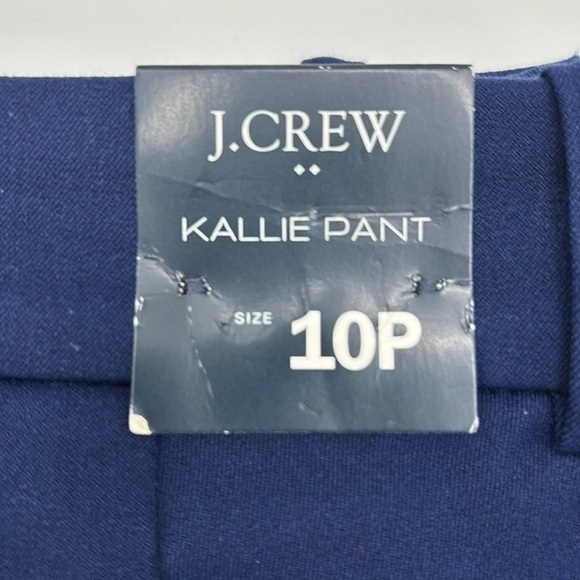 J.CREW
KALLIE PANT
SIZE 10P